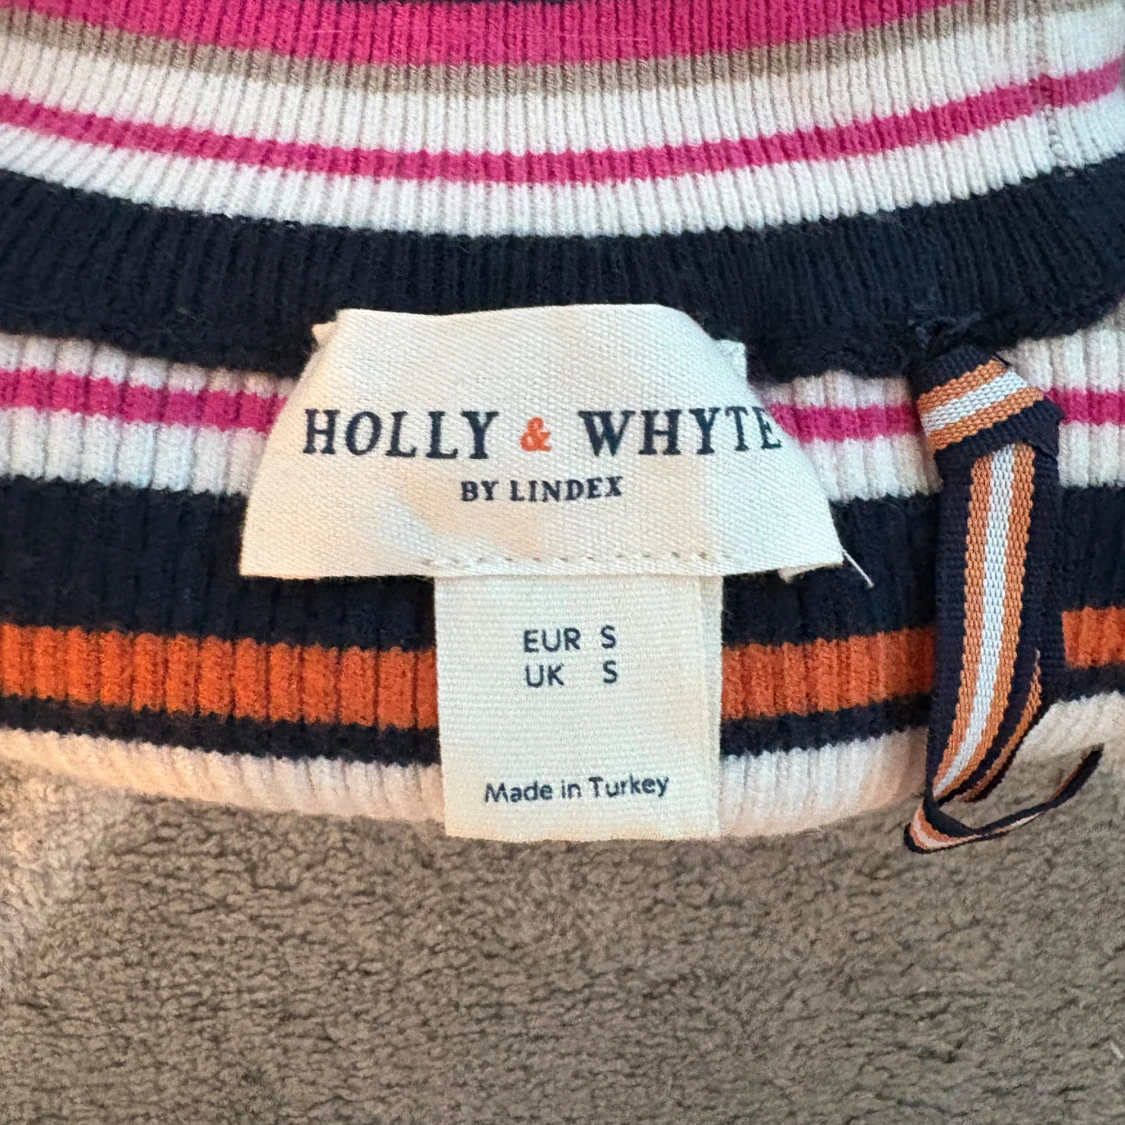 HOLLY & WHYTE
BY LINDEX
EUR S
UK S
Made in Turkey